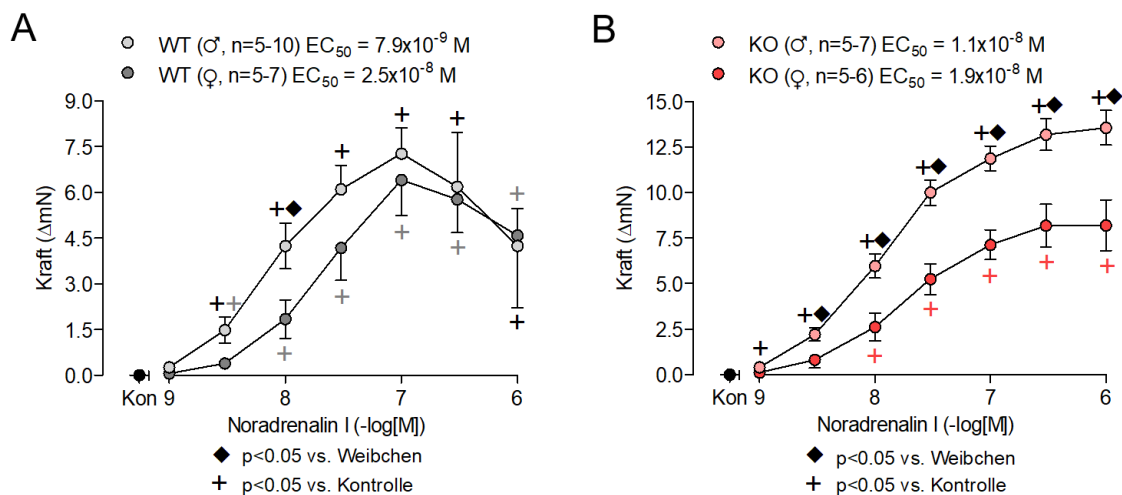 A
WT (♂, n=5-10) EC50 = 7.9x10⁻⁹ M
WT (♀, n=5-7) EC50 = 2.5x10⁻⁸ M
9.0
7.5
6.0
4.5
3.0
1.5
0.0
Kraft (ΔmN)
Kon 9 8 7 6
Noradrenalin I (-log[M])
◆ p<0.05 vs. Weibchen
+ p<0.05 vs. Kontrolle
B
KO (♂, n=5-7) EC50 = 1.1x10⁻⁸ M
KO (♀, n=5-6) EC50 = 1.9x10⁻⁸ M
15.0
12.5
10.0
7.5
5.0
2.5
0.0
Kraft (ΔmN)
Kon 9 8 7 6
Noradrenalin I (-log[M])
◆ p<0.05 vs. Weibchen
+ p<0.05 vs. Kontrolle